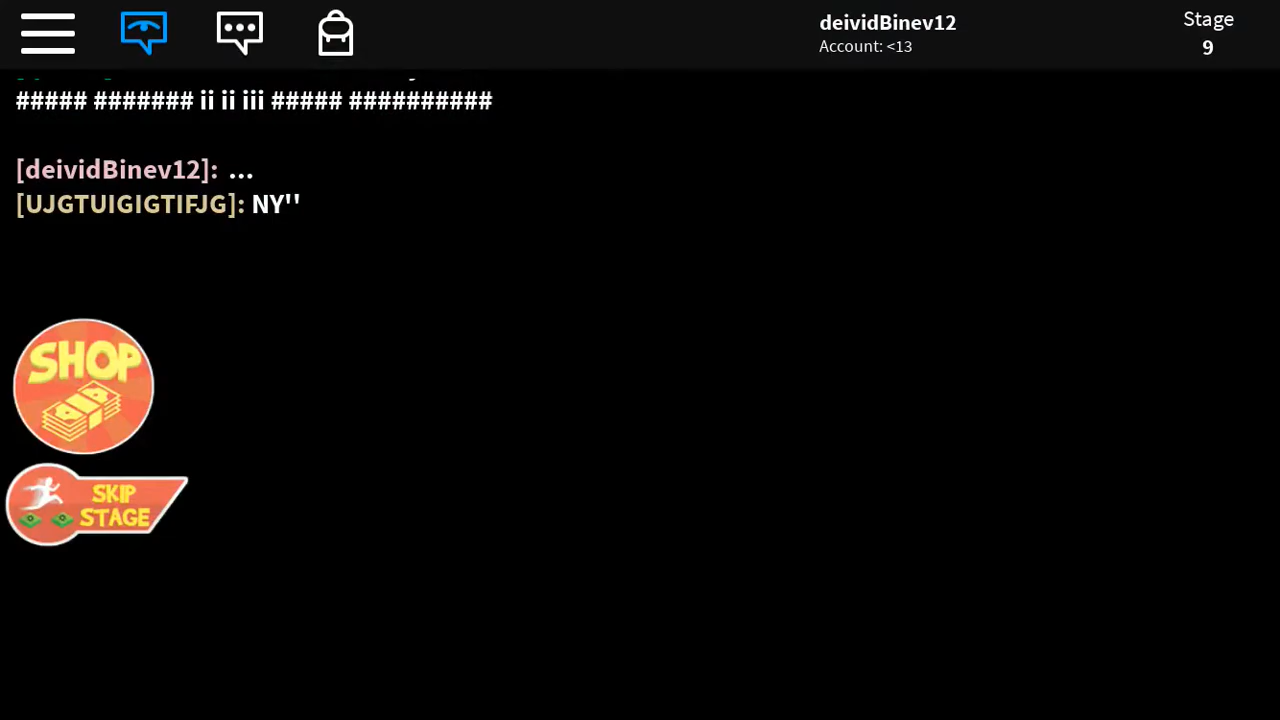 deividBinev12
Account: <13
Stage
9
##### ####### ii ii iii ##### ##########
[deividBinev12]: ...
[UJGTUIGIGTIFJG]: NY''
SHOP
SKIP
STAGE